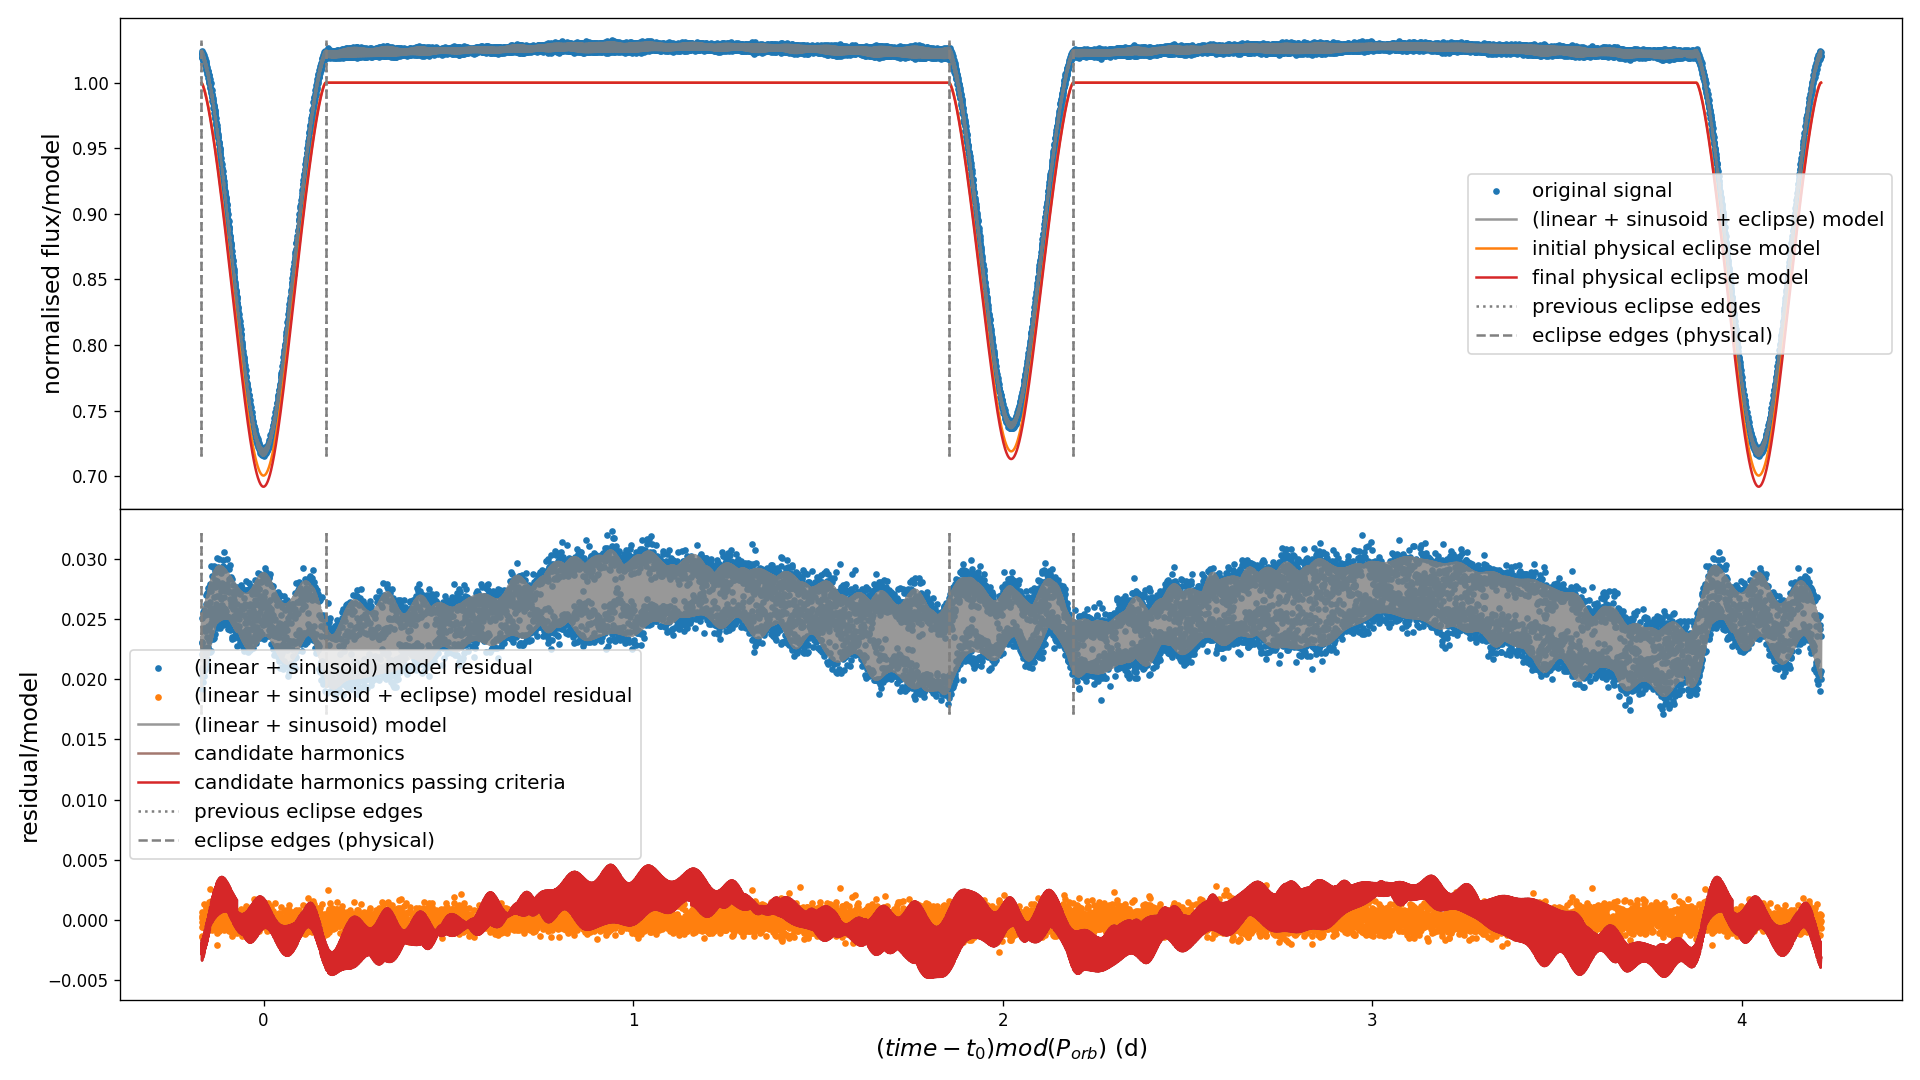 normalised flux/model
1.00
0.95
0.90
0.85
0.80
0.75
0.70
original signal
(linear + sinusoid + eclipse) model
initial physical eclipse model
final physical eclipse model
previous eclipse edges
eclipse edges (physical)
residual/model
0.030
0.025
0.020
0.015
0.010
0.005
0.000
−0.005
(linear + sinusoid) model residual
(linear + sinusoid + eclipse) model residual
(linear + sinusoid) model
candidate harmonics
candidate harmonics passing criteria
previous eclipse edges
eclipse edges (physical)
0 1 2 3 4
(time − t₀)mod(P_orb) (d)